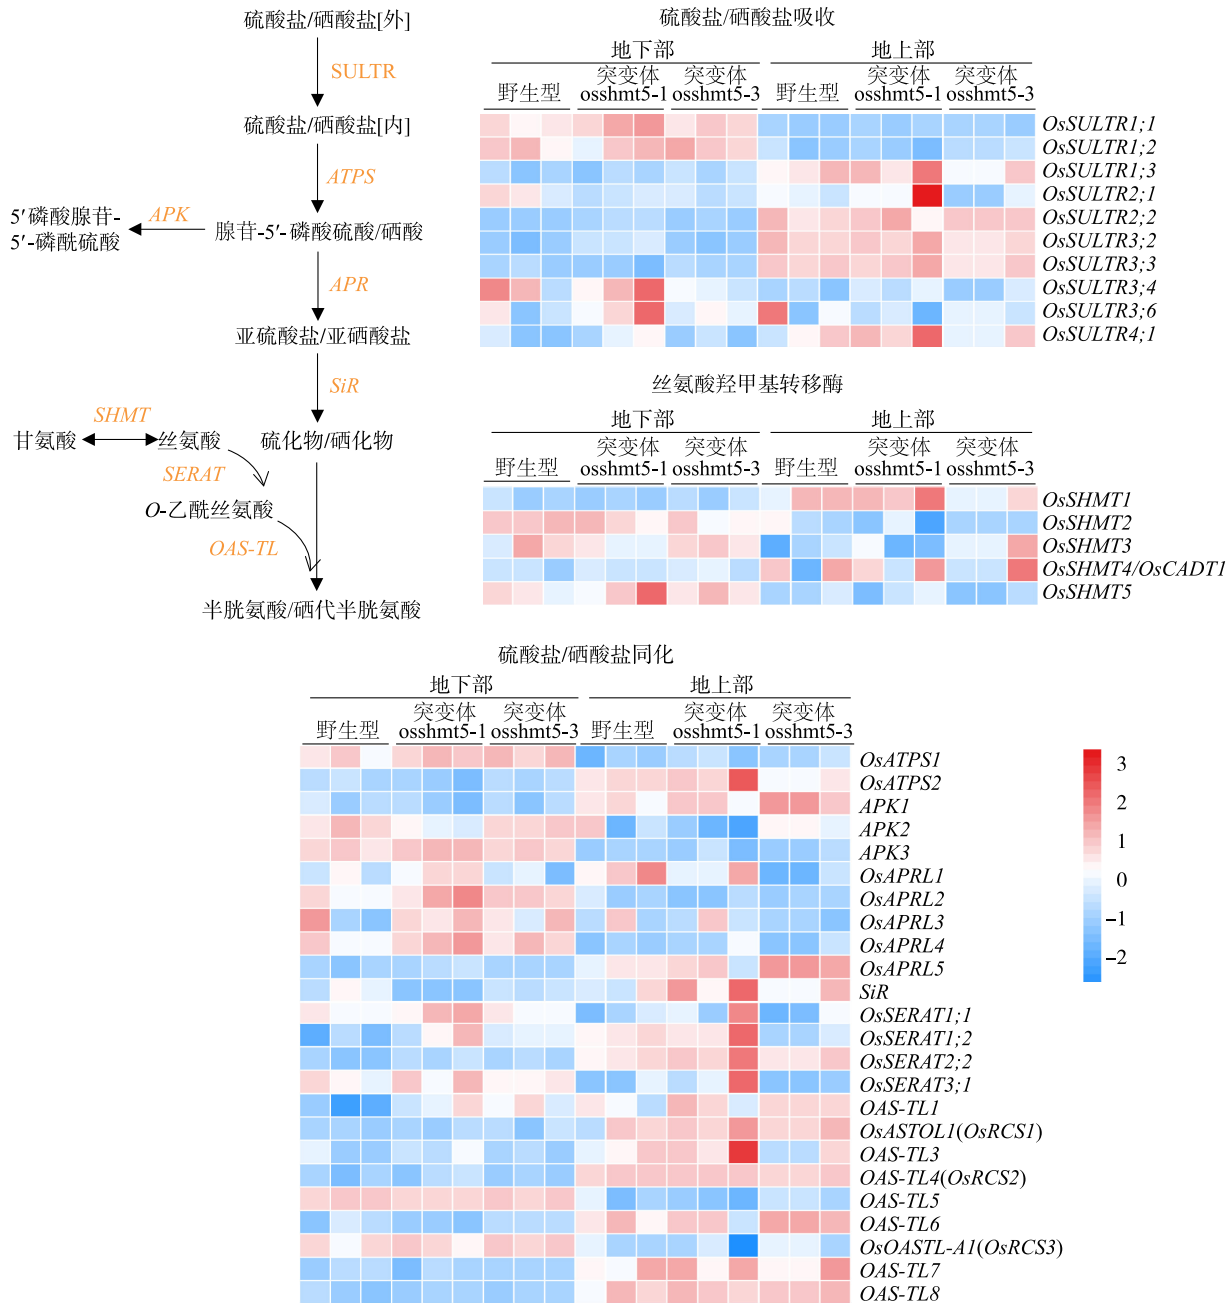 硫酸盐/硒酸盐[外]
SULTR
硫酸盐/硒酸盐[内]
ATPS
5′磷酸腺苷-
5′-磷酰硫酸
APK
腺苷-5′-磷酸硫酸/硒酸
APR
亚硫酸盐/亚硒酸盐
SiR
SHMT
甘氨酸
丝氨酸
硫化物/硒化物
SERAT
O-乙酰丝氨酸
OAS-TL
半胱氨酸/硒代半胱氨酸
硫酸盐/硒酸盐吸收
地下部 地上部
野生型 突变体 osshmt5-1 突变体 osshmt5-3 野生型 突变体 osshmt5-1 突变体 osshmt5-3
OsSULTR1;1
OsSULTR1;2
OsSULTR1;3
OsSULTR2;1
OsSULTR2;2
OsSULTR3;2
OsSULTR3;3
OsSULTR3;4
OsSULTR3;6
OsSULTR4;1
丝氨酸羟甲基转移酶
地下部 地上部
野生型 突变体 osshmt5-1 突变体 osshmt5-3 野生型 突变体 osshmt5-1 突变体 osshmt5-3
OsSHMT1
OsSHMT2
OsSHMT3
OsSHMT4/OsCADT1
OsSHMT5
硫酸盐/硒酸盐同化
地下部 地上部
野生型 突变体 osshmt5-1 突变体 osshmt5-3 野生型 突变体 osshmt5-1 突变体 osshmt5-3
OsATPS1
OsATPS2
APK1
APK2
APK3
OsAPRL1
OsAPRL2
OsAPRL3
OsAPRL4
OsAPRL5
SiR
OsSERAT1;1
OsSERAT1;2
OsSERAT2;2
OsSERAT3;1
OAS-TL1
OsASTOL1(OsRCS1)
OAS-TL3
OAS-TL4(OsRCS2)
OAS-TL5
OAS-TL6
OsOASTL-A1(OsRCS3)
OAS-TL7
OAS-TL8
3
2
1
0
−1
−2